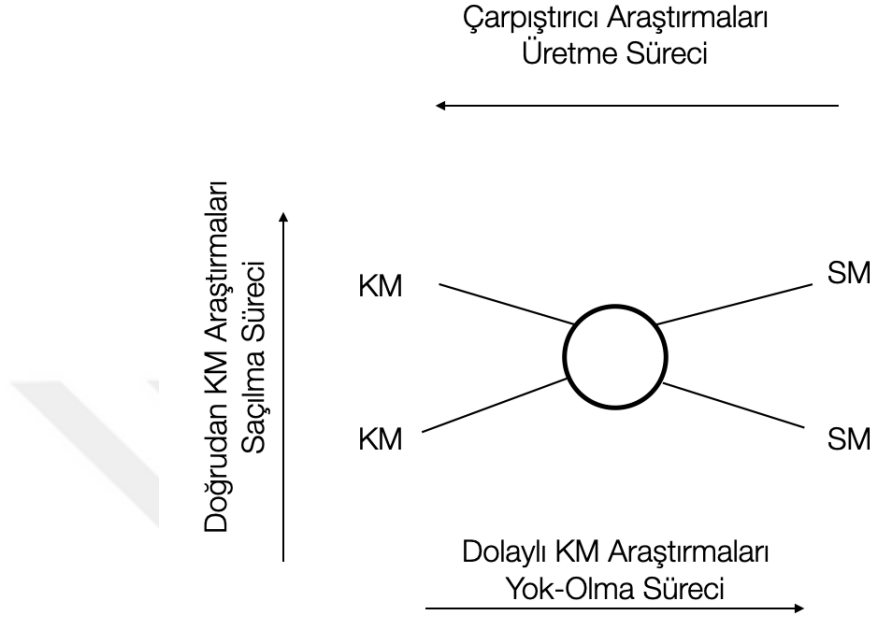 Çarpıştırıcı Araştırmaları
Üretme Süreci
Doğrudan KM Araştırmaları
Saçılma Süreci
KM
SM
KM
SM
Dolaylı KM Araştırmaları
Yok-Olma Süreci